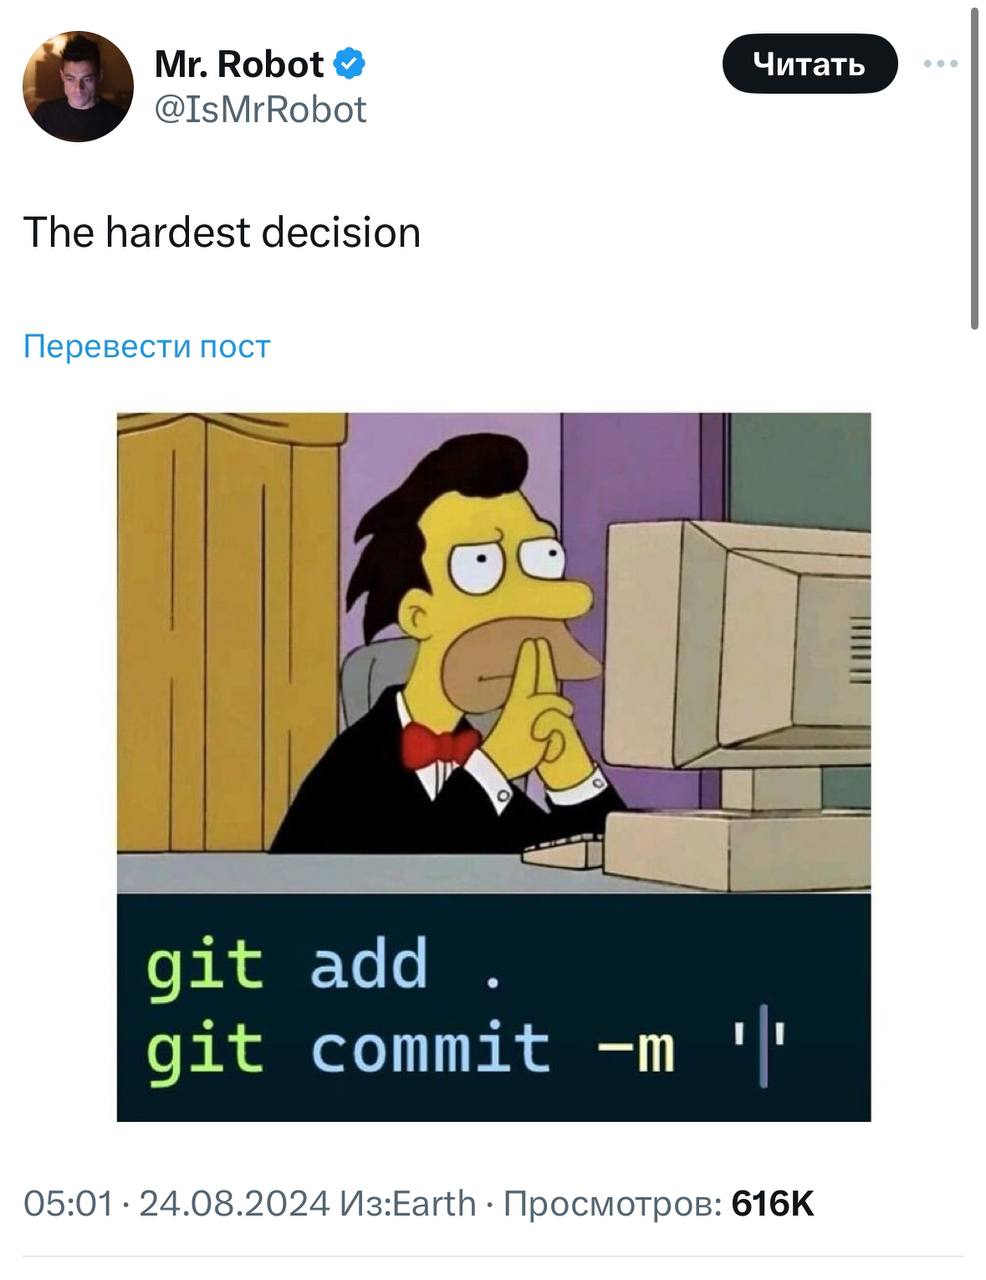 Mr. Robot
Читать
@IsMrRobot
The hardest decision
Перевести пост
git add .
git commit –m '|'
05:01 · 24.08.2024 Из:Earth · Просмотров: 616K